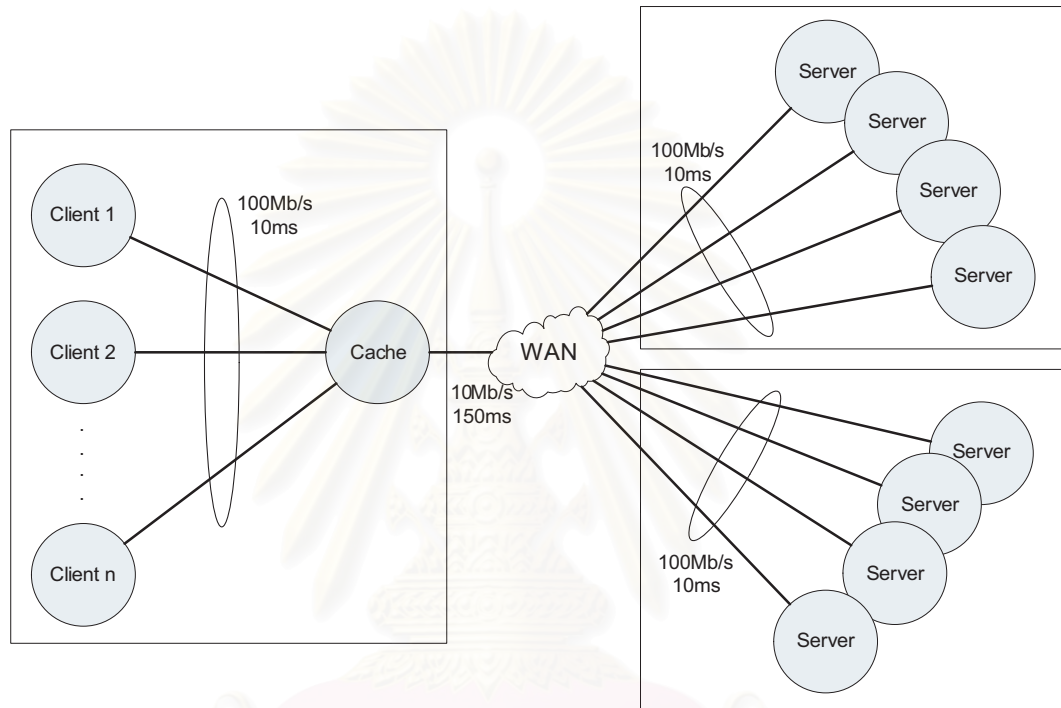 Client 1
Client 2
.
.
.
.
.
Client n
100Mb/s
10ms
Cache
10Mb/s
150ms
WAN
100Mb/s
10ms
Server
Server
Server
Server
Server
Server
Server
Server
100Mb/s
10ms